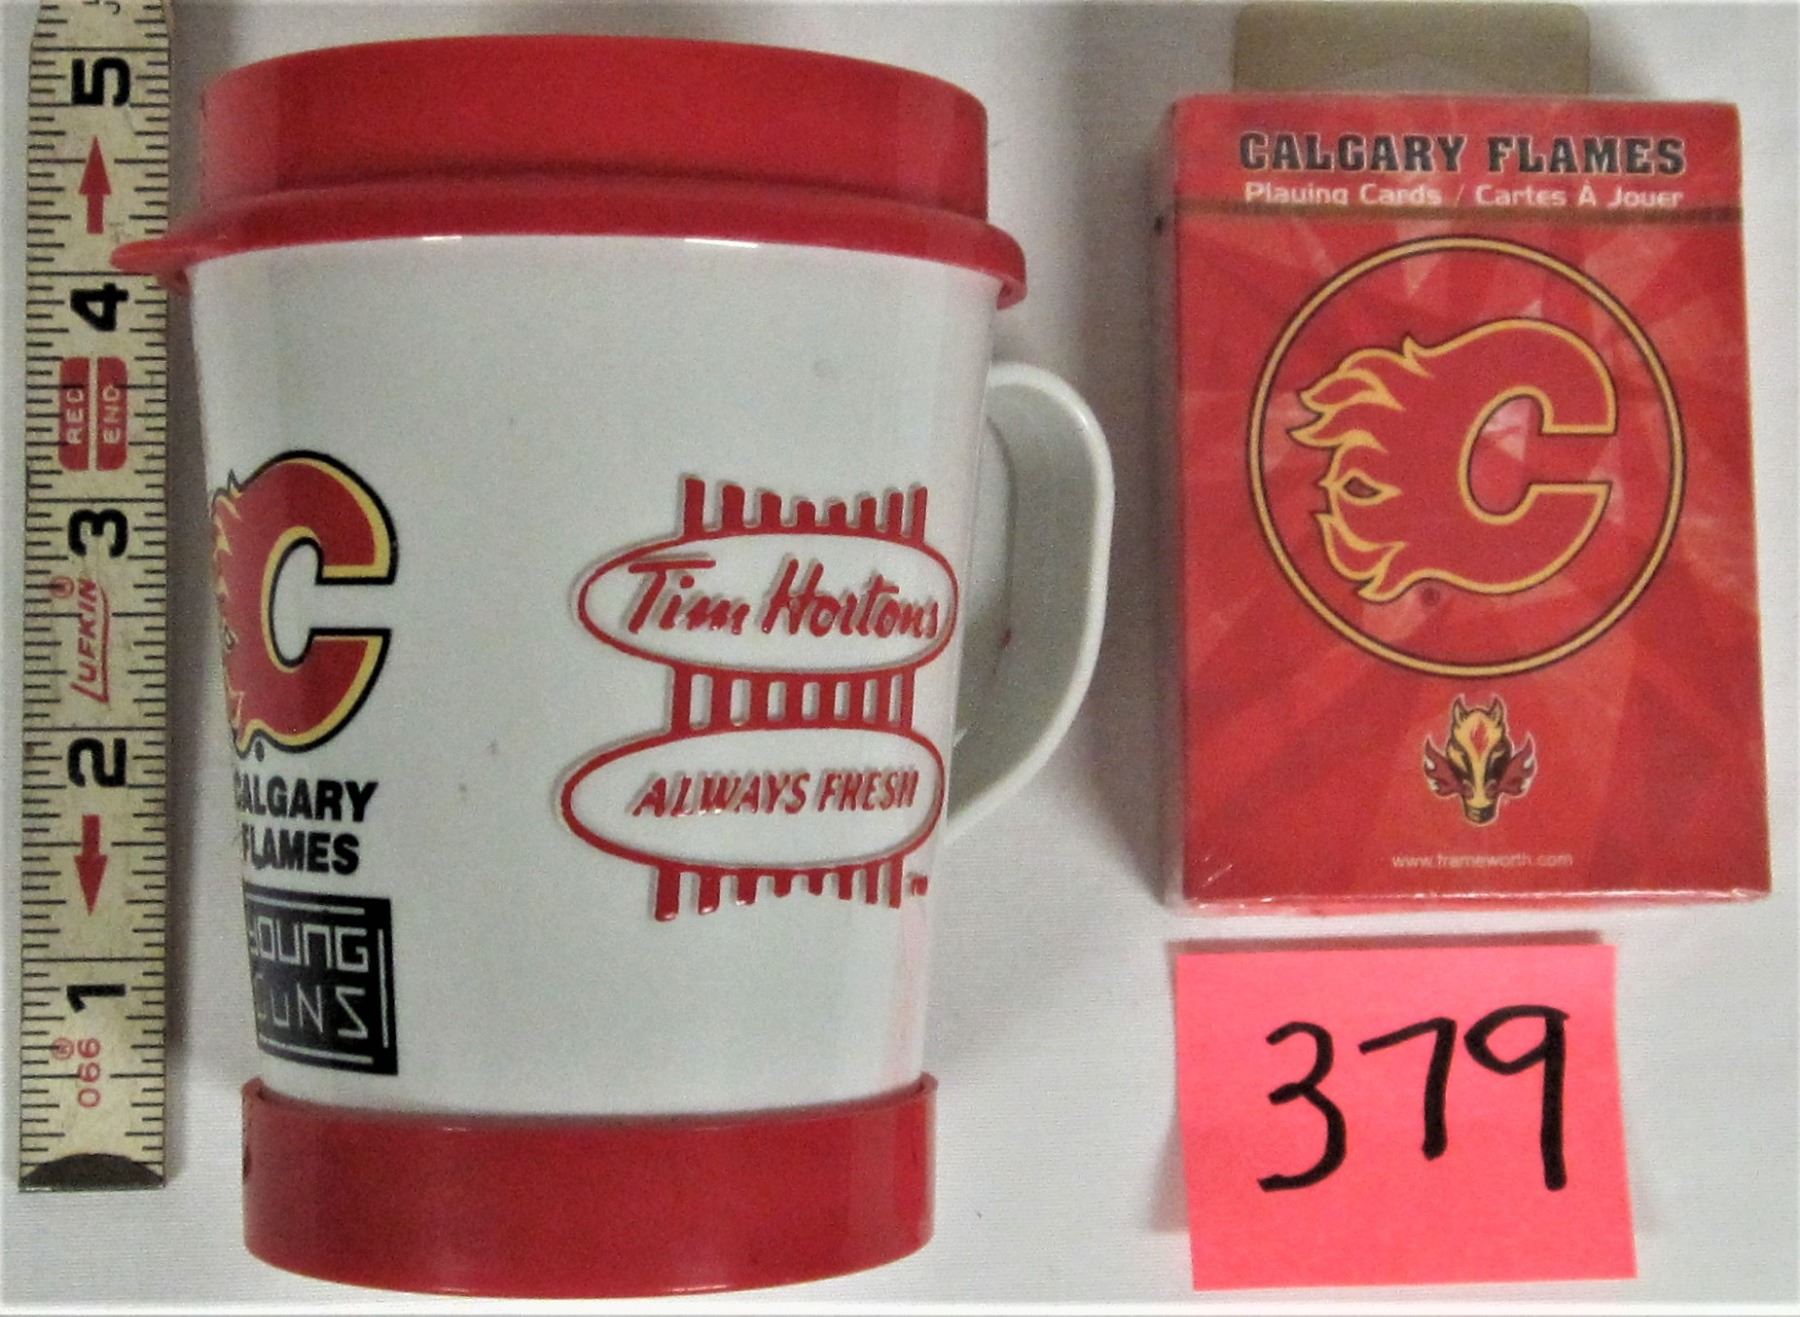 5
4
RED END
3
LUFKIN®
2
1
066®
CALGARY
FLAMES
YOUNG
GUNS
Tim Hortons
ALWAYS FRESH
TM
CALGARY FLAMES
Playing Cards / Cartes À Jouer
®
www.frameworth.com
379